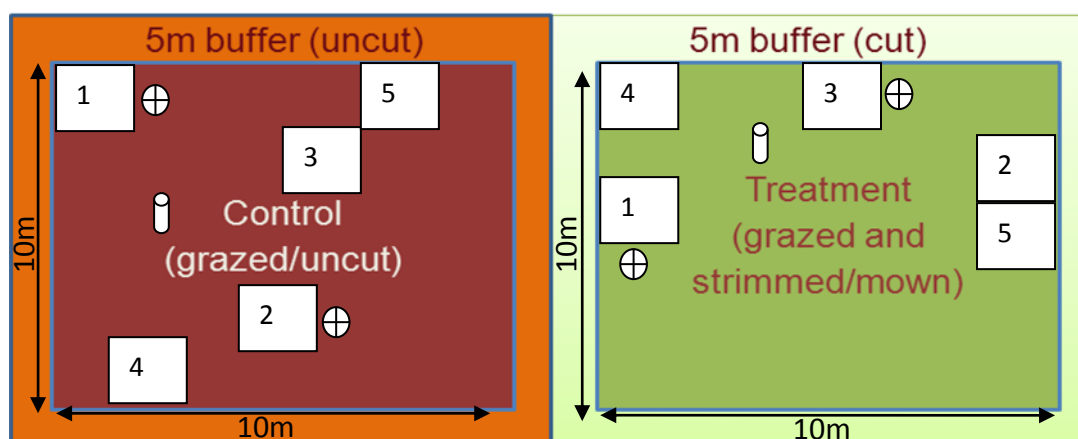 5m buffer (uncut)
1
5
3
10m
Control
(grazed/uncut)
2
4
10m
5m buffer (cut)
4
3
2
1
5
10m
Treatment
(grazed and
strimmed/mown)
10m